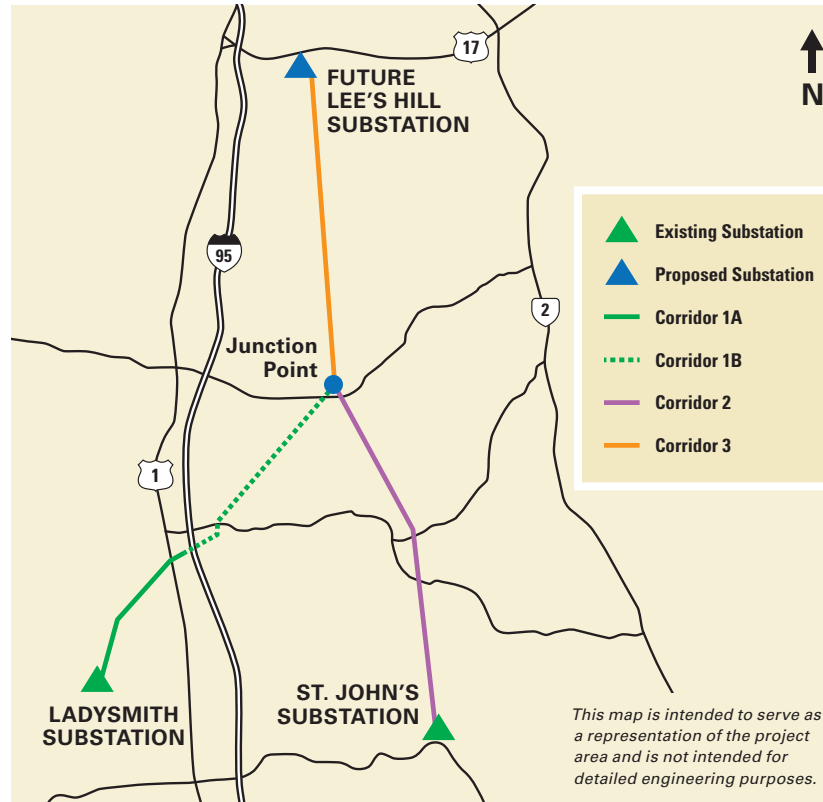 17
N
FUTURE
LEE'S HILL
SUBSTATION
Existing Substation
Proposed Substation
Corridor 1A
Corridor 1B
Corridor 2
Corridor 3
95
2
Junction
Point
1
LADYSMITH
SUBSTATION
ST. JOHN'S
SUBSTATION
This map is intended to serve as
a representation of the project
area and is not intended for
detailed engineering purposes.